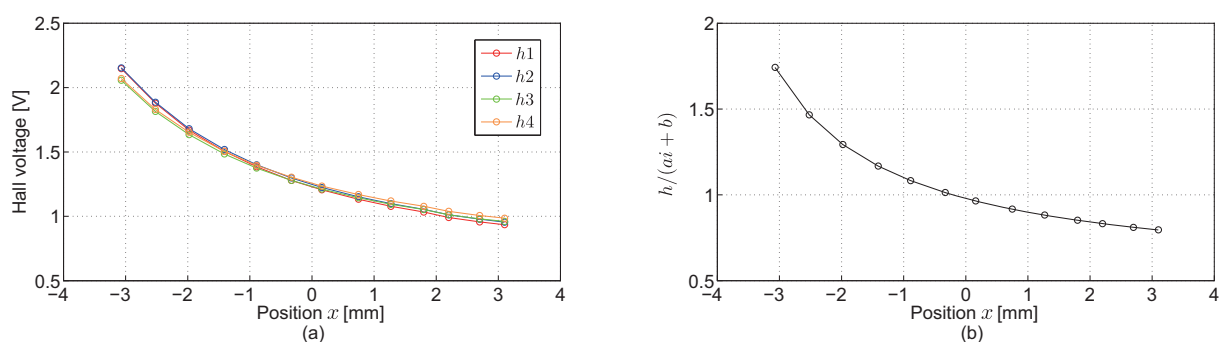 2.5
2
1.5
1
0.5
Hall voltage [V]
h1
h2
h3
h4
−4 −3 −2 −1 0 1 2 3 4
Position x [mm]
(a)
2
1.5
1
0.5
h/(ai + b)
−4 −3 −2 −1 0 1 2 3 4
Position x [mm]
(b)